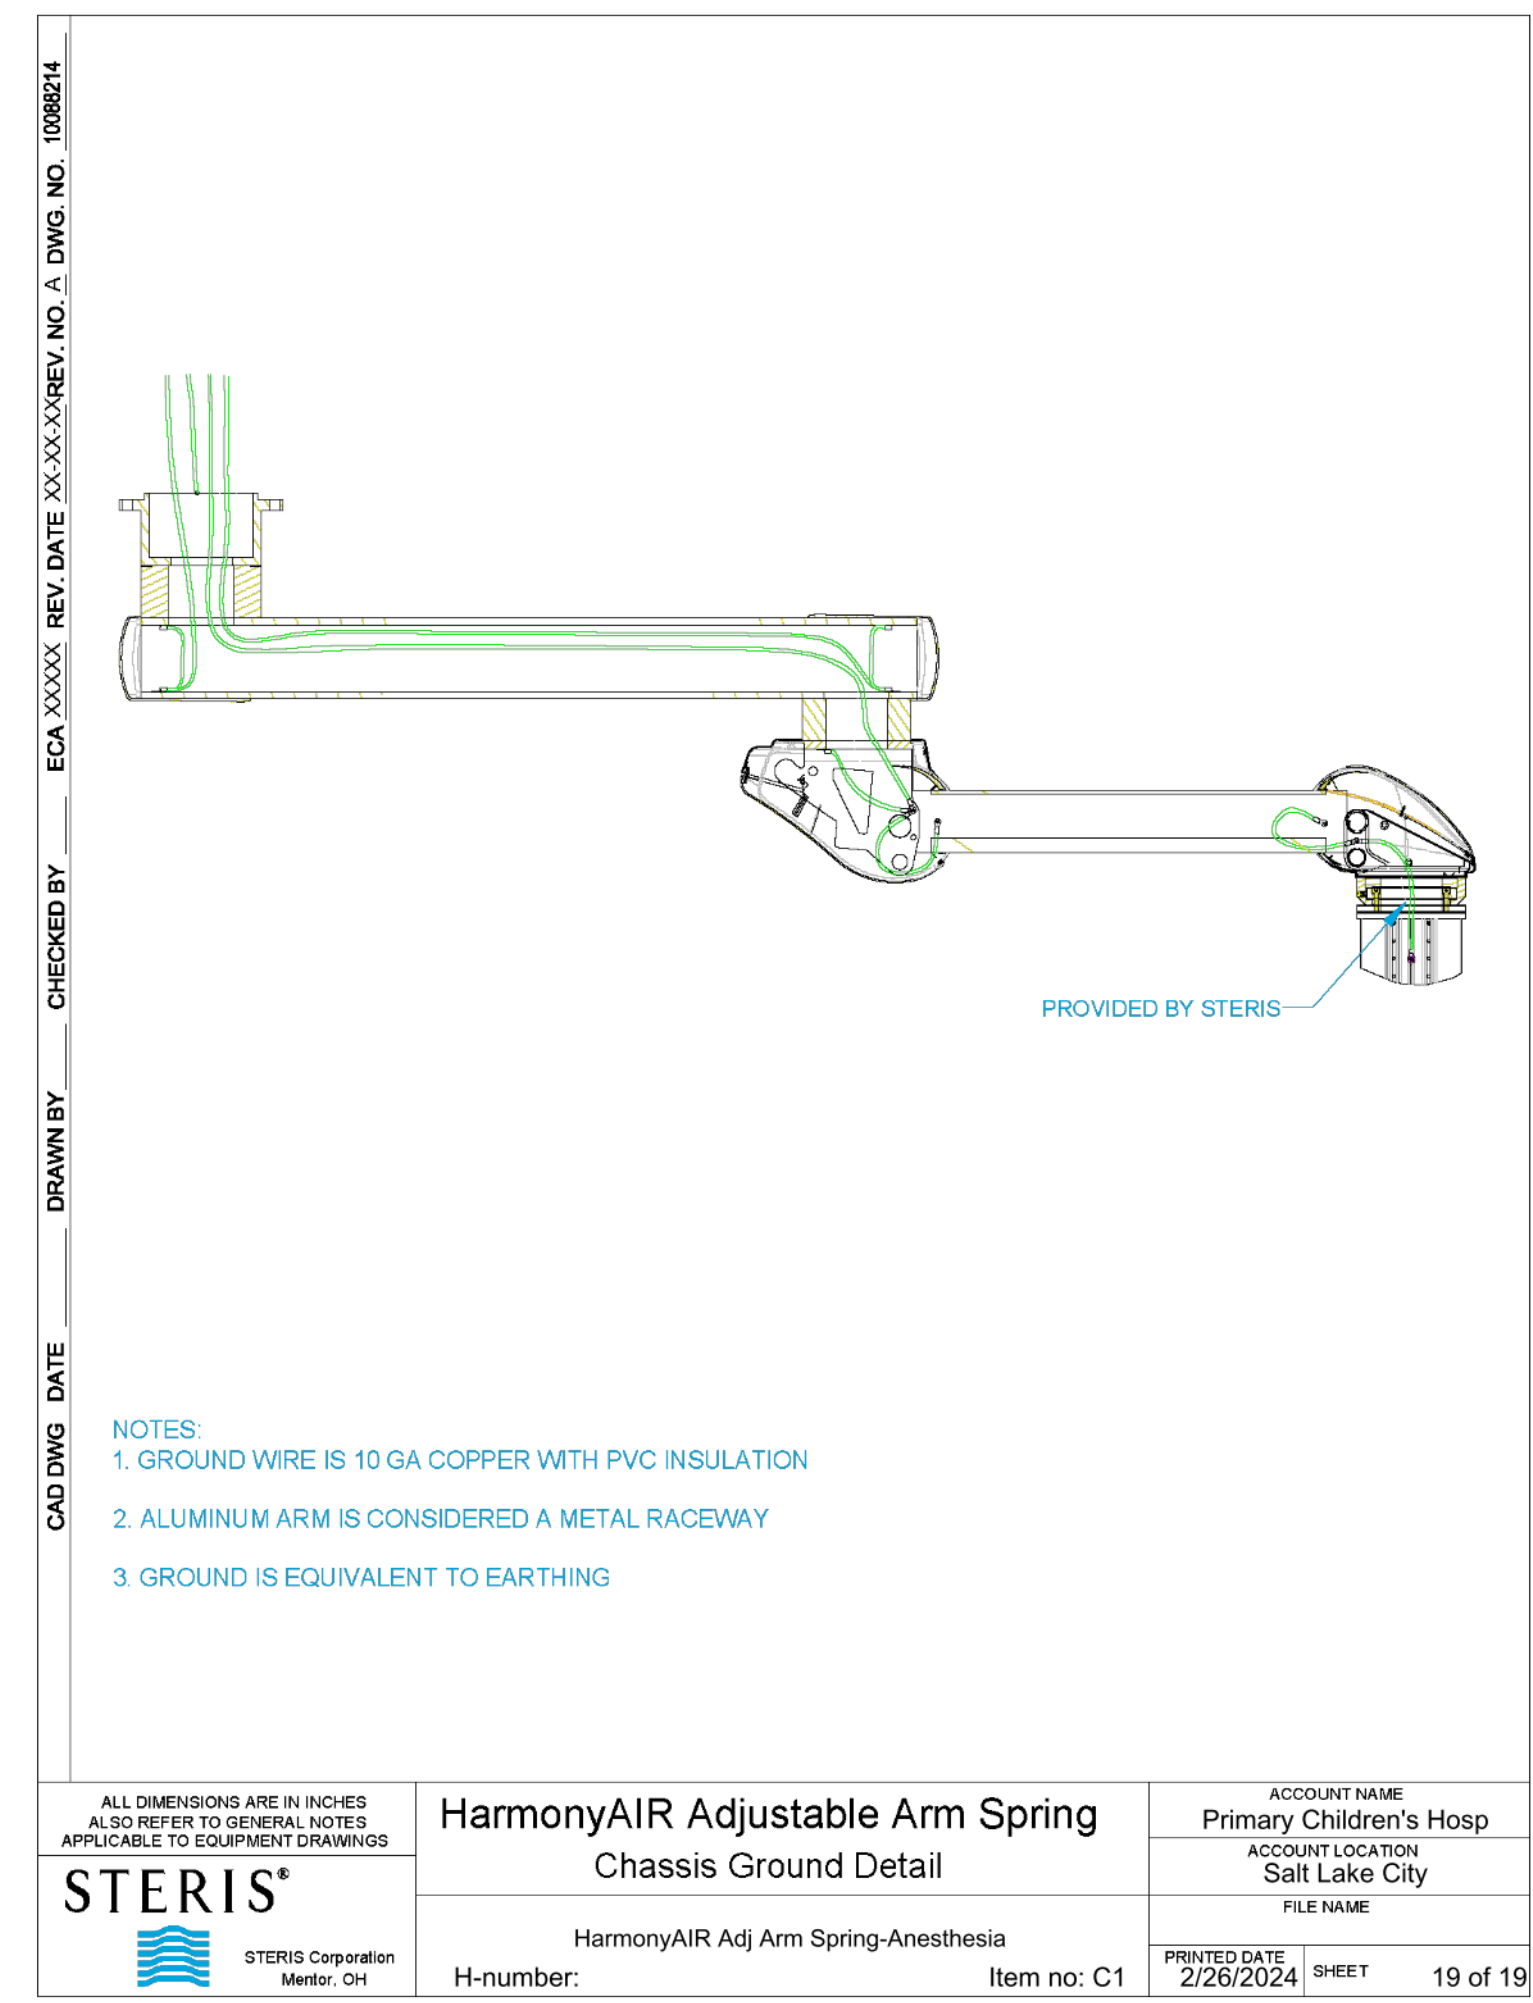 CAD DWG DATE ____ DRAWN BY ____ CHECKED BY ____ ECA XXXXX REV. DATE XX-XX-XX REV. NO. A DWG. NO. 10088214
PROVIDED BY STERIS
NOTES:
1. GROUND WIRE IS 10 GA COPPER WITH PVC INSULATION
2. ALUMINUM ARM IS CONSIDERED A METAL RACEWAY
3. GROUND IS EQUIVALENT TO EARTHING
ALL DIMENSIONS ARE IN INCHES
ALSO REFER TO GENERAL NOTES
APPLICABLE TO EQUIPMENT DRAWINGS
STERIS®
STERIS Corporation
Mentor, OH
HarmonyAIR Adjustable Arm Spring
Chassis Ground Detail
HarmonyAIR Adj Arm Spring-Anesthesia
H-number:
Item no: C1
ACCOUNT NAME
Primary Children's Hosp
ACCOUNT LOCATION
Salt Lake City
FILE NAME
PRINTED DATE
2/26/2024
SHEET 19 of 19